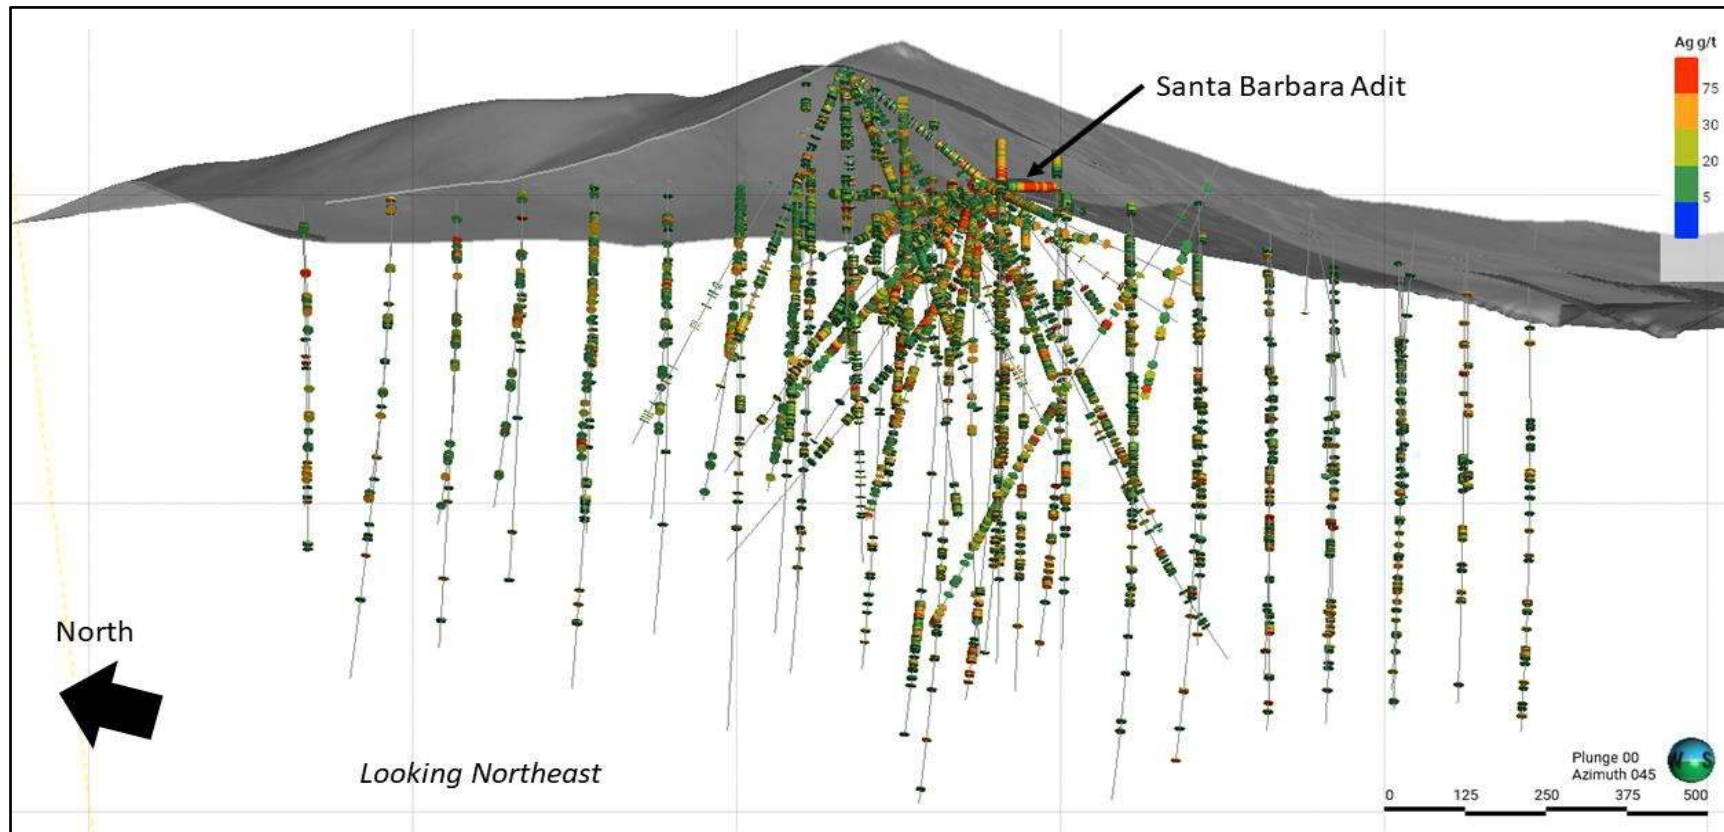 Ag g/t
75
30
20
5
Santa Barbara Adit
North
Looking Northeast
Plunge 00
Azimuth 045
S
0 125 250 375 500